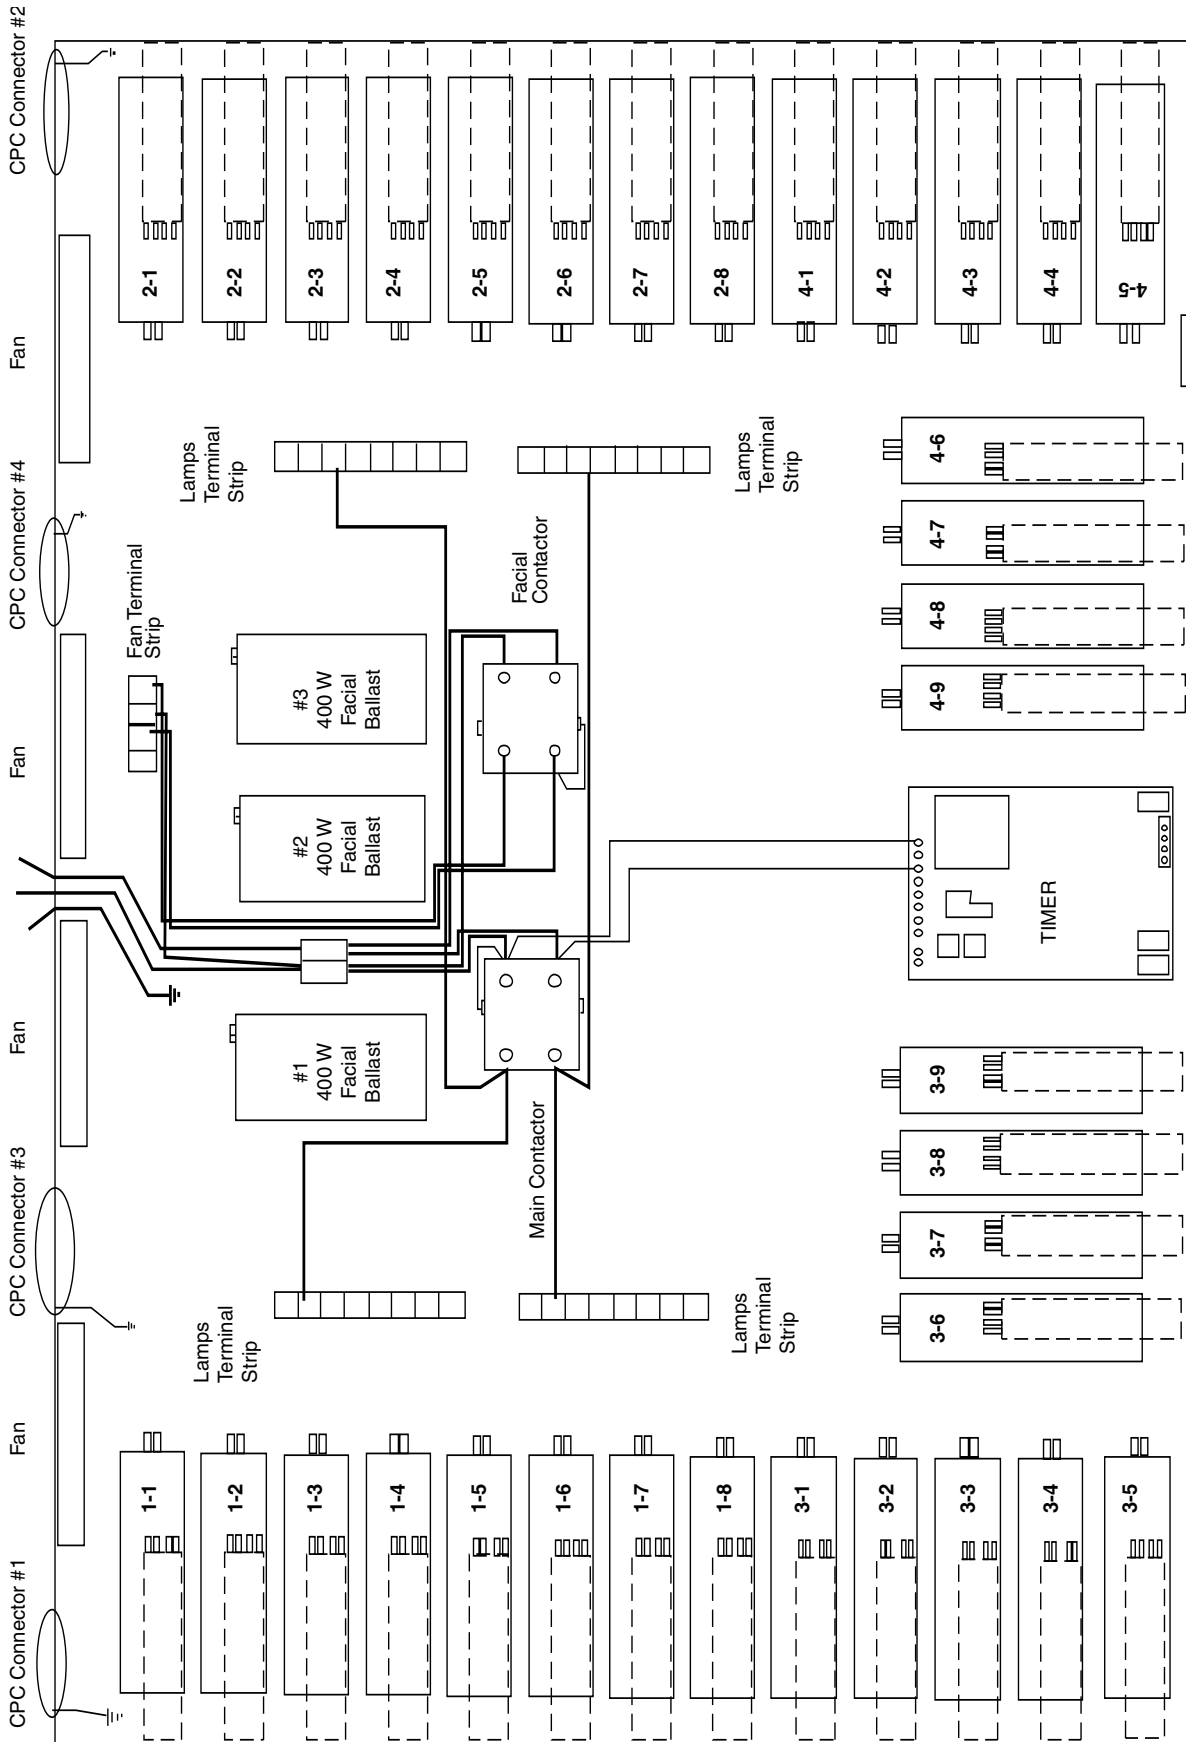 CPC Connector #1
Fan
CPC Connector #3
Fan
Fan
CPC Connector #4
Fan
CPC Connector #2
1-1
1-2
1-3
1-4
1-5
1-6
1-7
1-8
3-1
3-2
3-3
3-4
3-5
Lamps
Terminal
Strip
Lamps
Terminal
Strip
#1
400 W
Facial
Ballast
#2
400 W
Facial
Ballast
#3
400 W
Facial
Ballast
Fan Terminal
Strip
Main Contactor
Facial
Contactor
Lamps
Terminal
Strip
Lamps
Terminal
Strip
3-6
3-7
3-8
3-9
TIMER
4-9
4-8
4-7
4-6
2-1
2-2
2-3
2-4
2-5
2-6
2-7
2-8
4-1
4-2
4-3
4-4
4-5